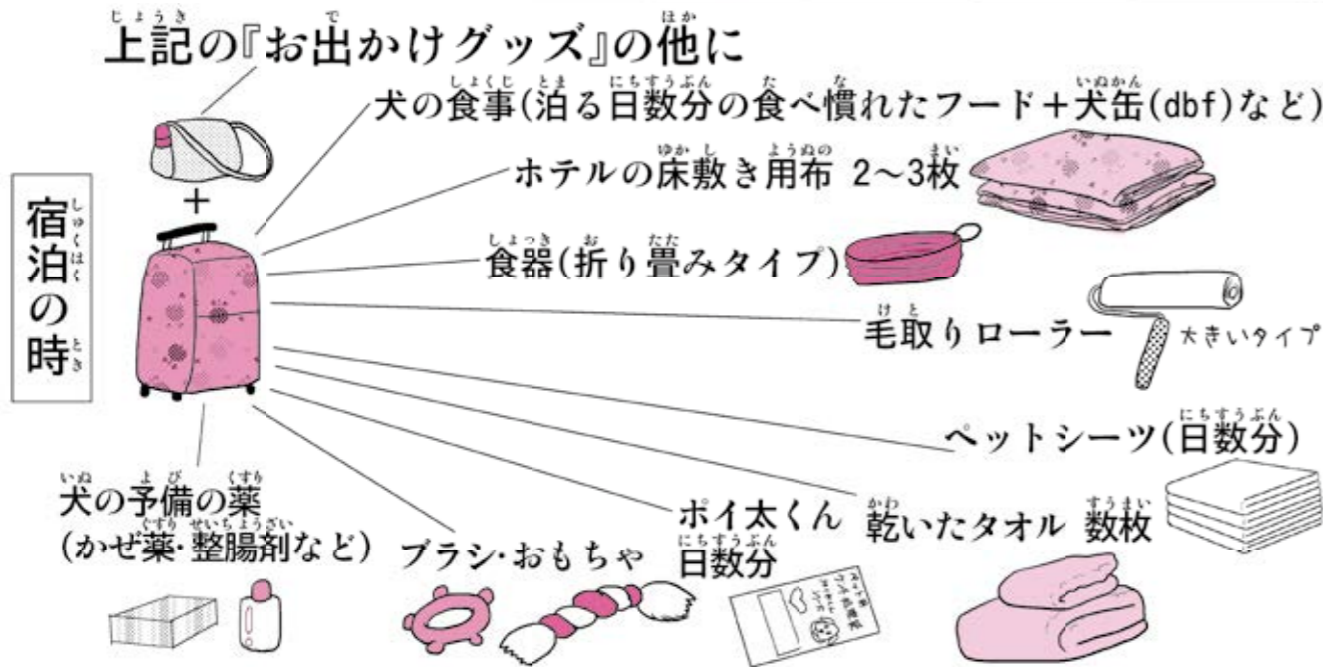 上記の『お出かけグッズ』の他に
犬の食事(泊る日数分の食べ慣れたフード+犬缶(dbf)など)
ホテルの床敷き用布 2〜3枚
食器(折り畳みタイプ)
毛取りローラー
大きいタイプ
ペットシーツ(日数分)
乾いたタオル 数枚
ポイ太くん
日数分
ブラシ・おもちゃ
犬の予備の薬
(かぜ薬・整腸剤など)
+
宿泊の時